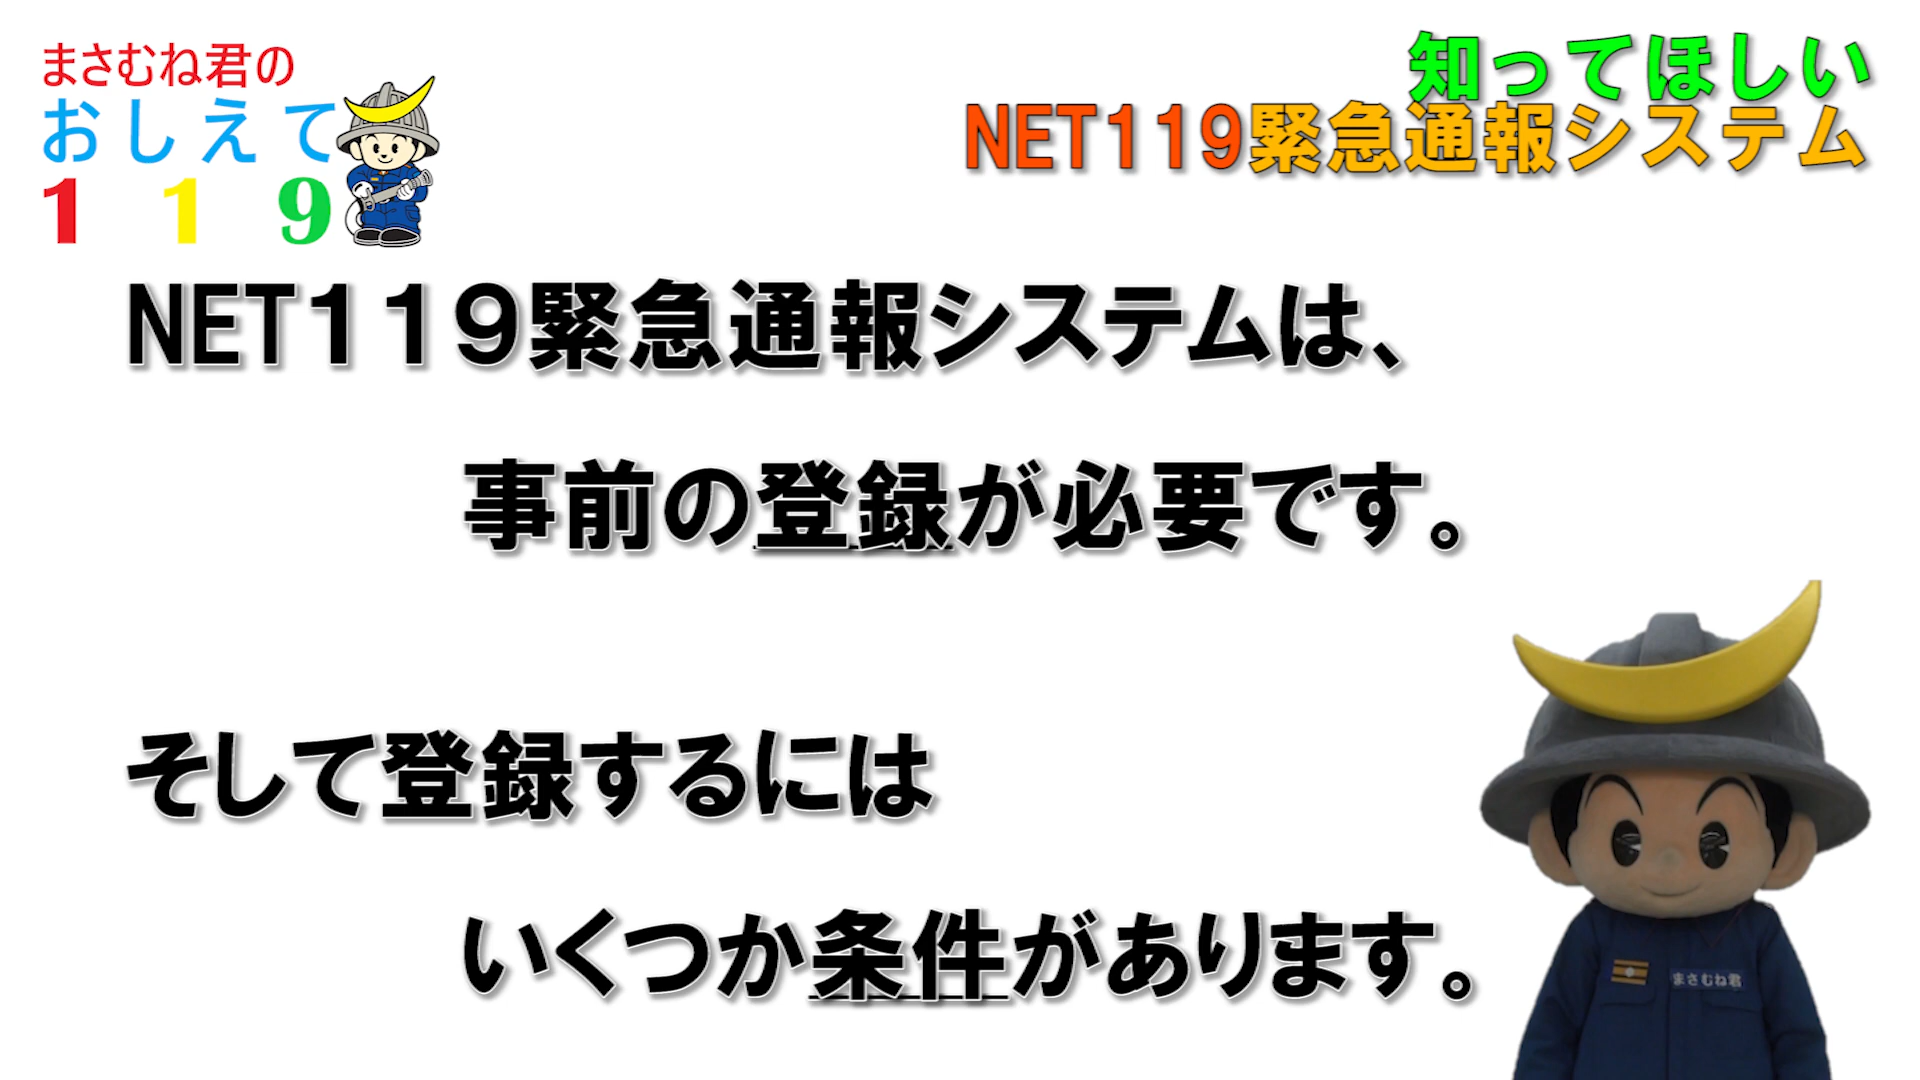 まさむね君の
おしえて
119
知ってほしい
NET119緊急通報システム
NET１１９緊急通報システムは、
事前の登録が必要です。
そして登録するには
いくつか条件があります。
まさむね君